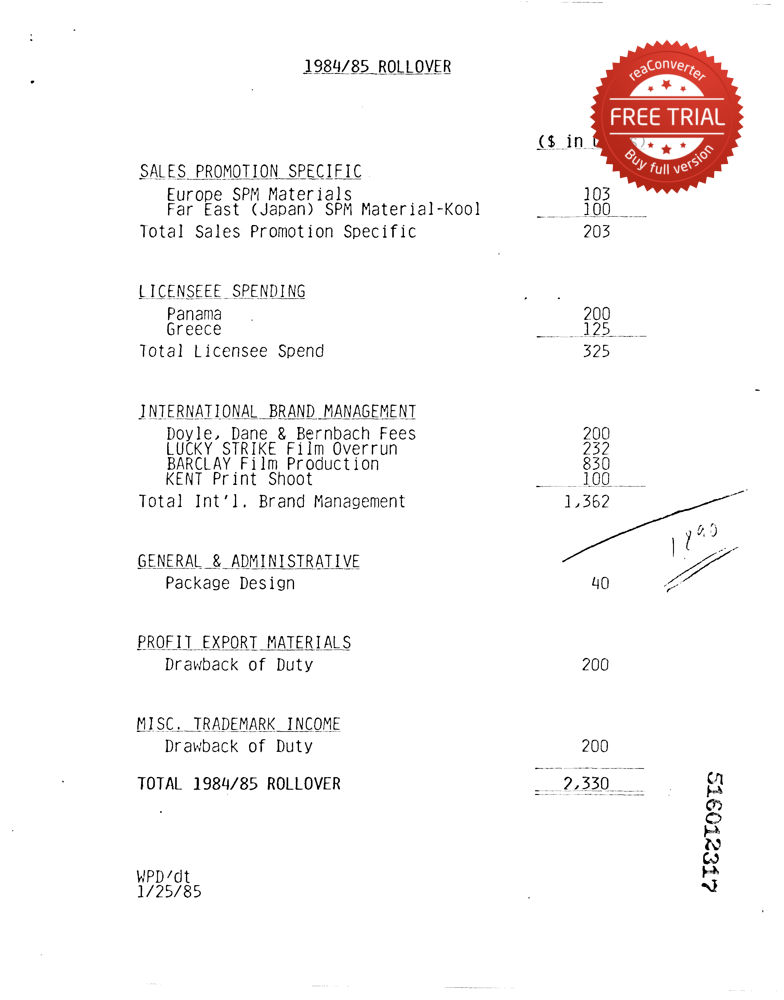 1984/85 ROLLOVER
reaConverter
FREE TRIAL
Buy full version
($ in
SALES PROMOTION SPECIFIC
Europe SPM Materials 103
Far East (Japan) SPM Material-Kool 100
Total Sales Promotion Specific 203
LICENSEEE SPENDING
Panama 200
Greece 125
Total Licensee Spend 325
INTERNATIONAL BRAND MANAGEMENT
Doyle, Dane & Bernbach Fees 200
LUCKY STRIKE Film Overrun 232
BARCLAY Film Production 830
KENT Print Shoot 100
Total Int'l. Brand Management 1,362
1890
GENERAL & ADMINISTRATIVE
Package Design 40
PROFIT EXPORT MATERIALS
Drawback of Duty 200
MISC. TRADEMARK INCOME
Drawback of Duty 200
TOTAL 1984/85 ROLLOVER 2,330
516012317
WPD/dt
1/25/85